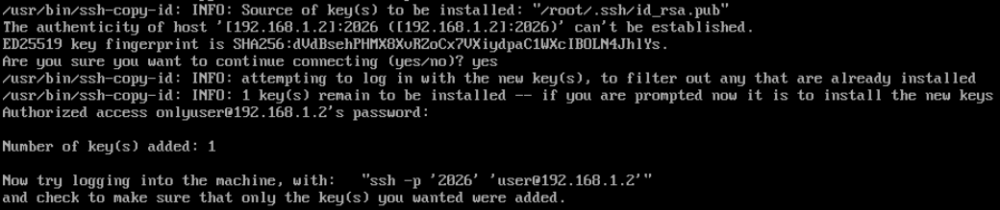 /usr/bin/ssh-copy-id: INFO: Source of key(s) to be installed: "/root/.ssh/id_rsa.pub"
The authenticity of host '[192.168.1.2]:2026 ([192.168.1.2]:2026)' can't be established.
ED25519 key fingerprint is SHA256:dVdBsehPHMX8XvRZoCx7VXiydpaC1WXcIBOLN4JhlYs.
Are you sure you want to continue connecting (yes/no)? yes
/usr/bin/ssh-copy-id: INFO: attempting to log in with the new key(s), to filter out any that are already installed
/usr/bin/ssh-copy-id: INFO: 1 key(s) remain to be installed -- if you are prompted now it is to install the new keys
Authorized access onlyuser@192.168.1.2's password:
Number of key(s) added: 1
Now try logging into the machine, with:   "ssh -p '2026' 'user@192.168.1.2'"
and check to make sure that only the key(s) you wanted were added.